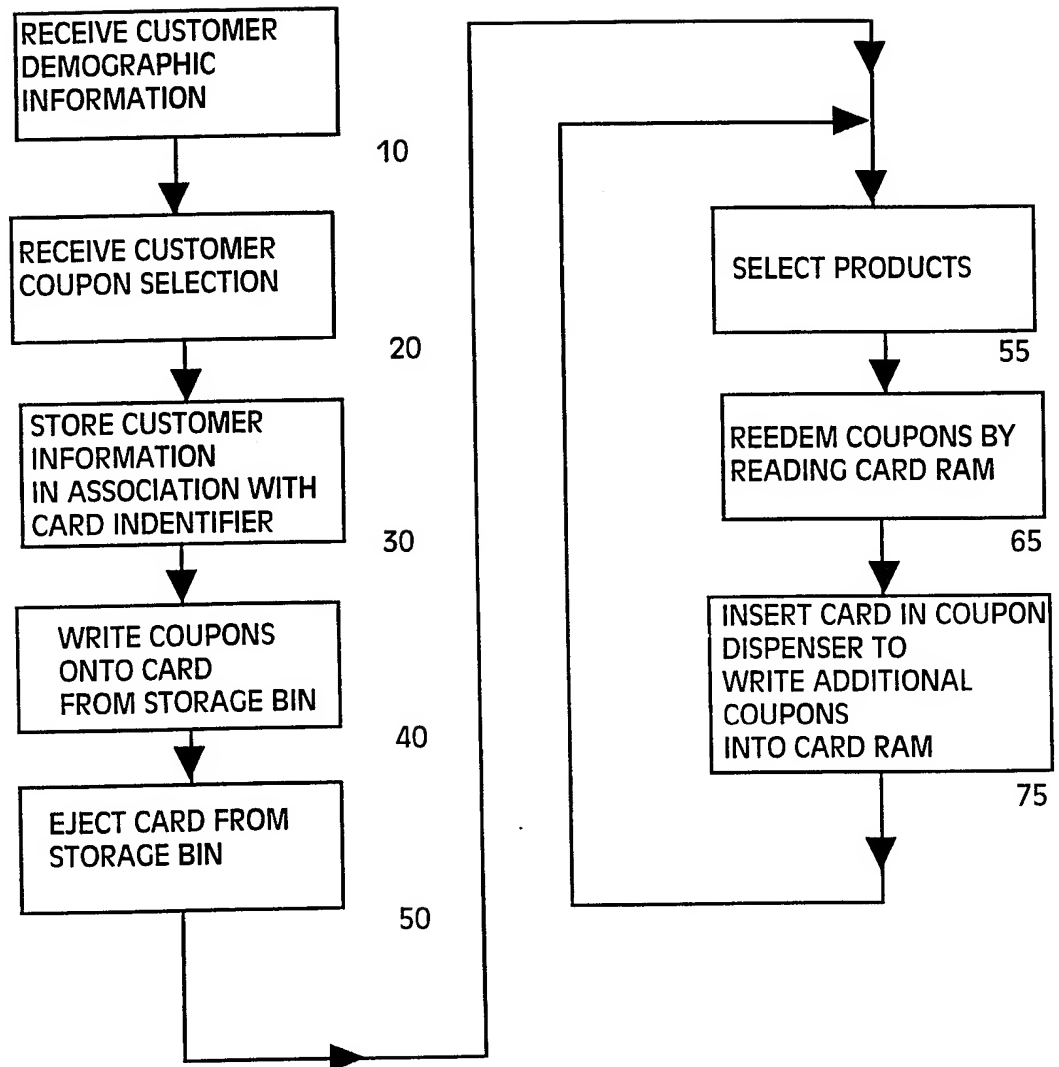 RECEIVE CUSTOMER
DEMOGRAPHIC
INFORMATION
10
RECEIVE CUSTOMER
COUPON SELECTION
20
STORE CUSTOMER
INFORMATION
IN ASSOCIATION WITH
CARD INDENTIFIER
30
WRITE COUPONS
ONTO CARD
FROM STORAGE BIN
40
EJECT CARD FROM
STORAGE BIN
50
SELECT PRODUCTS
55
REEDEM COUPONS BY
READING CARD RAM
65
INSERT CARD IN COUPON
DISPENSER TO
WRITE ADDITIONAL
COUPONS
INTO CARD RAM
75